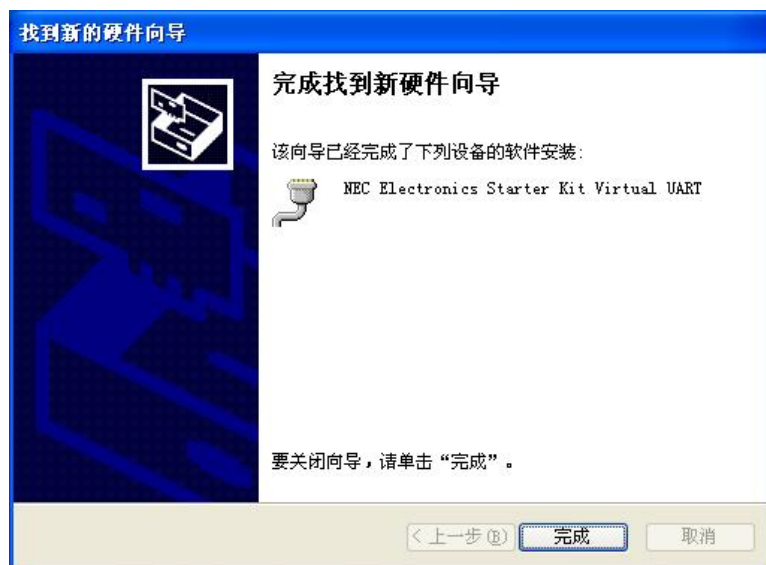 找到新的硬件向导
完成找到新硬件向导
该向导已经完成了下列设备的软件安装:
NEC Electronics Starter Kit Virtual UART
要关闭向导，请单击“完成”。
< 上一步(B)
完成
取消